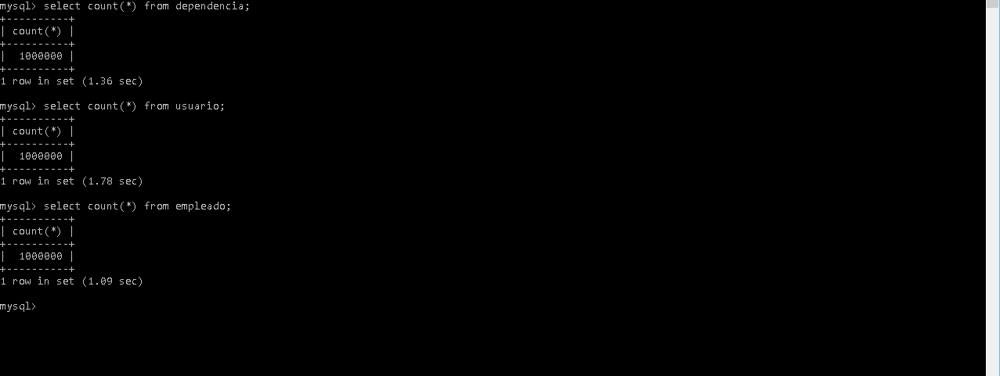 mysql> select count(*) from dependencia;
+----------+
| count(*) |
+----------+
|  1000000 |
+----------+
1 row in set (1.36 sec)
mysql> select count(*) from usuario;
+----------+
| count(*) |
+----------+
|  1000000 |
+----------+
1 row in set (1.78 sec)
mysql> select count(*) from empleado;
+----------+
| count(*) |
+----------+
|  1000000 |
+----------+
1 row in set (1.09 sec)
mysql>